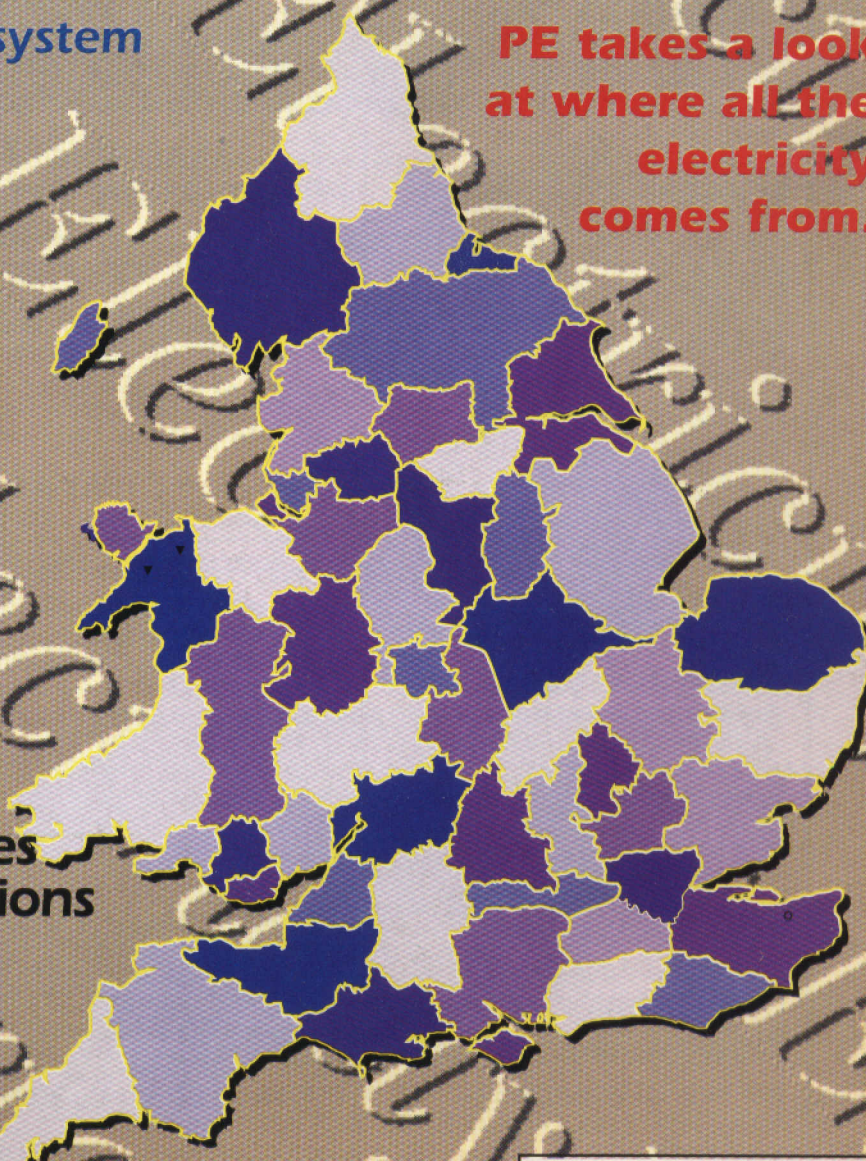 system
PE takes a look
at where all the
electricity
comes from.
es
ions